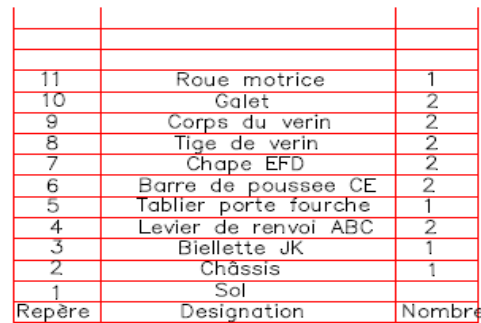 11 Roue motrice 1
10 Galet 2
9 Corps du verin 2
8 Tige de verin 2
7 Chape EFD 2
6 Barre de poussee CE 2
5 Tablier porte fourche 1
4 Levier de renvoi ABC 2
3 Biellette JK 1
2 Châssis 1
1 Sol
Repère Designation Nombre